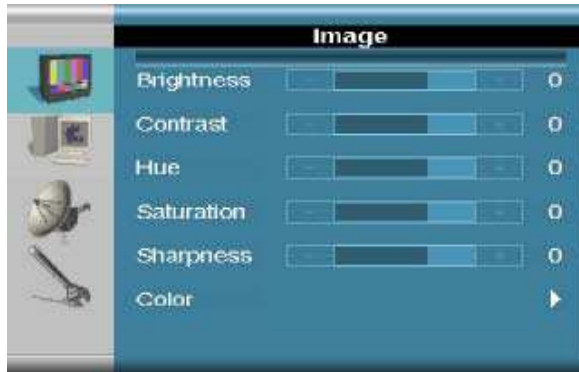 Image
Brightness 0
Contrast 0
Hue 0
Saturation 0
Sharpness 0
Color